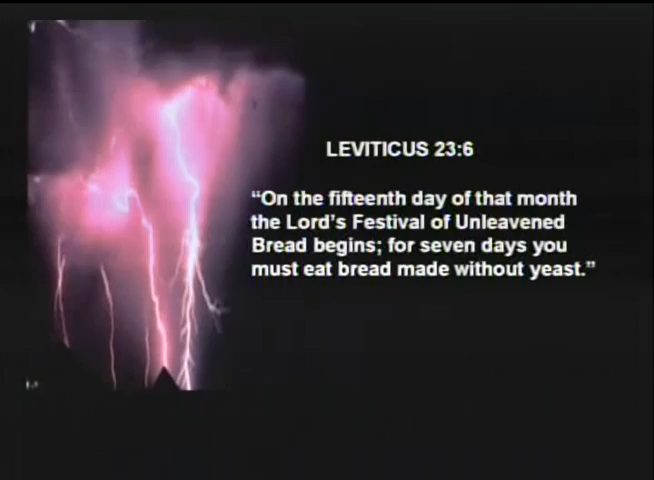 LEVITICUS 23:6
“On the fifteenth day of that month
the Lord’s Festival of Unleavened
Bread begins; for seven days you
must eat bread made without yeast.”